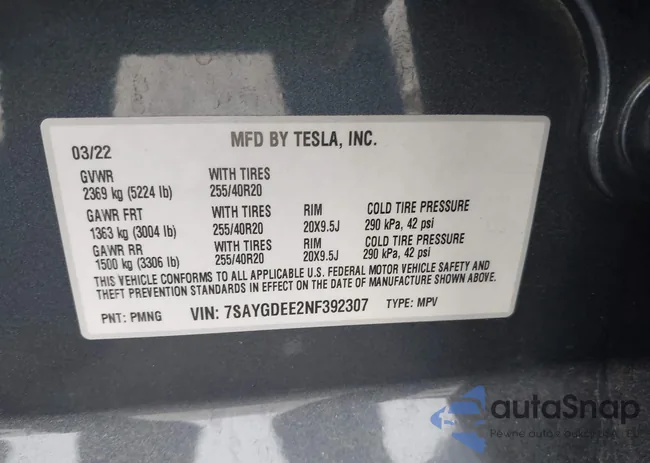 MFD BY TESLA, INC.
03/22
GVWR WITH TIRES
2369 kg (5224 lb) 255/40R20
GAWR FRT WITH TIRES RIM COLD TIRE PRESSURE
1363 kg (3004 lb) 255/40R20 20X9.5J 290 kPa, 42 psi
GAWR RR WITH TIRES RIM COLD TIRE PRESSURE
1500 kg (3306 lb) 255/40R20 20X9.5J 290 kPa, 42 psi
THIS VEHICLE CONFORMS TO ALL APPLICABLE U.S. FEDERAL MOTOR VEHICLE SAFETY AND
THEFT PREVENTION STANDARDS IN EFFECT ON THE DATE OF MANUFACTURE SHOWN ABOVE.
PNT: PMNG VIN: 7SAYGDEE2NF392307 TYPE: MPV
autaSnap
Pewne auta z aukcji